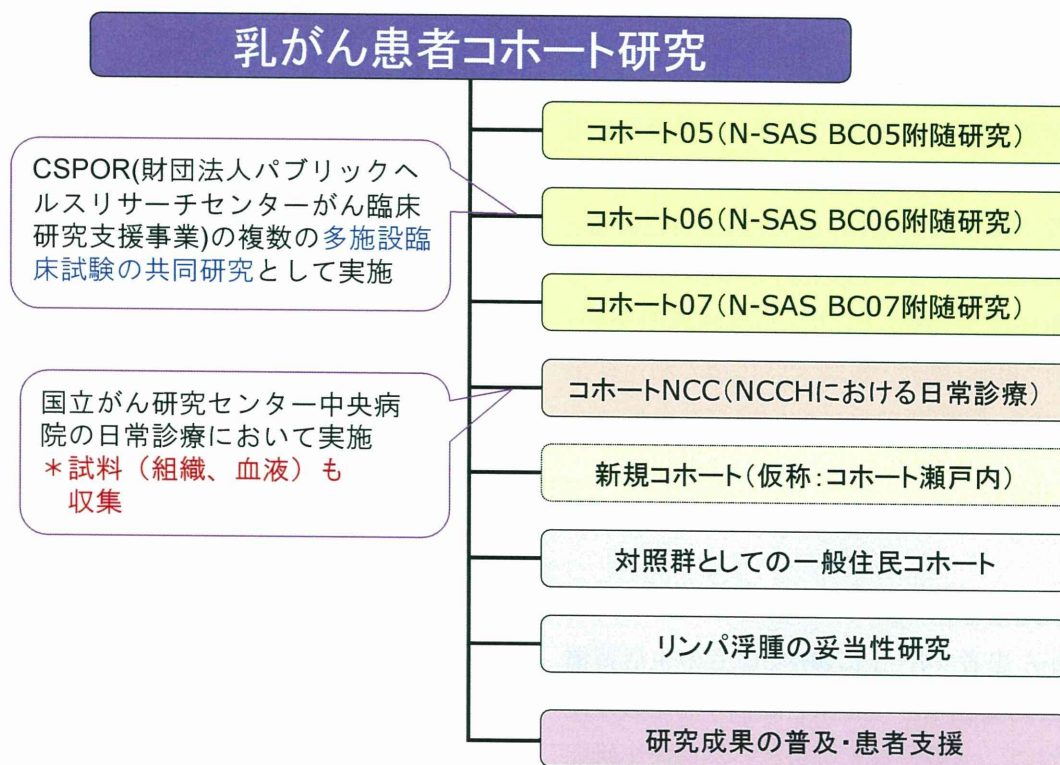 乳がん患者コホート研究
コホート05(N-SAS BC05附随研究)
CSPOR(財団法人パブリックヘ
ルスリサーチセンターがん臨床
研究支援事業)の複数の多施設臨
床試験の共同研究として実施
コホート06(N-SAS BC06附随研究)
コホート07(N-SAS BC07附随研究)
コホートNCC(NCCHにおける日常診療)
国立がん研究センター中央病
院の日常診療において実施
＊試料（組織、血液）も
収集
新規コホート(仮称:コホート瀬戸内)
対照群としての一般住民コホート
リンパ浮腫の妥当性研究
研究成果の普及・患者支援